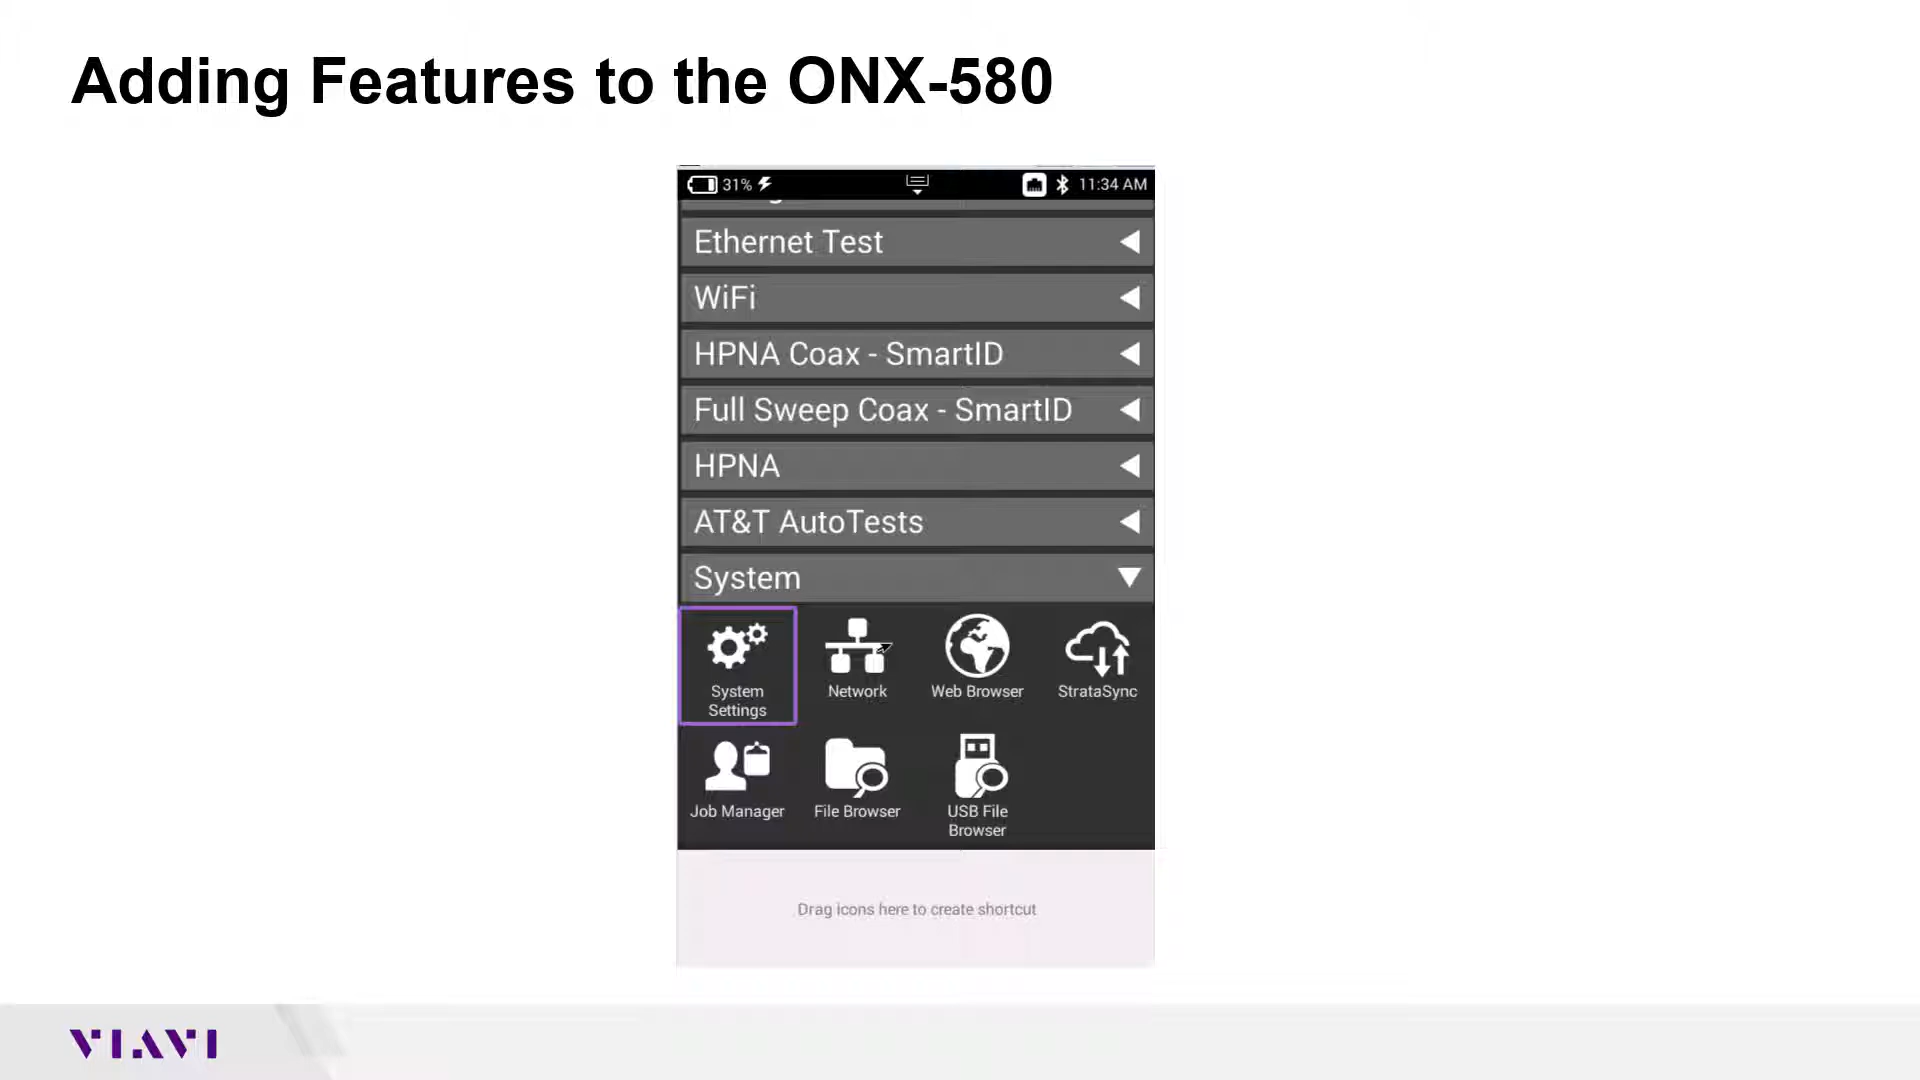 Adding Features to the ONX-580
31%
11:34 AM
Ethernet Test
WiFi
HPNA Coax - SmartID
Full Sweep Coax - SmartID
HPNA
AT&T AutoTests
System
System
Settings
Network
Web Browser
StrataSync
Job Manager
File Browser
USB File
Browser
Drag icons here to create shortcut
VIAVI